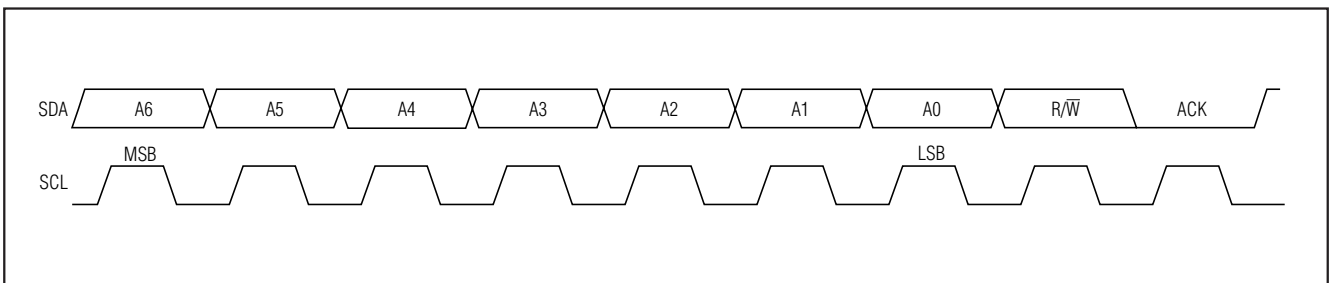 SDA A6 A5 A4 A3 A2 A1 A0 R/W̅ ACK
MSB LSB
SCL